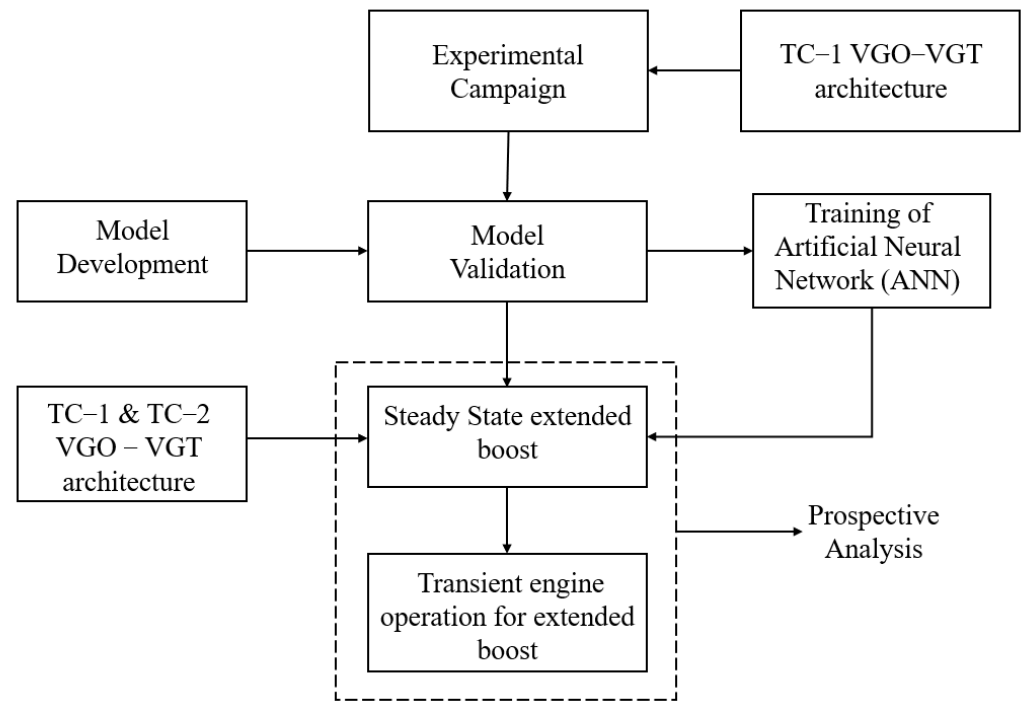 Experimental
Campaign
TC−1 VGO−VGT
architecture
Model
Development
Model
Validation
Training of
Artificial Neural
Network (ANN)
TC−1 & TC−2
VGO − VGT
architecture
Steady State extended
boost
Prospective
Analysis
Transient engine
operation for extended
boost